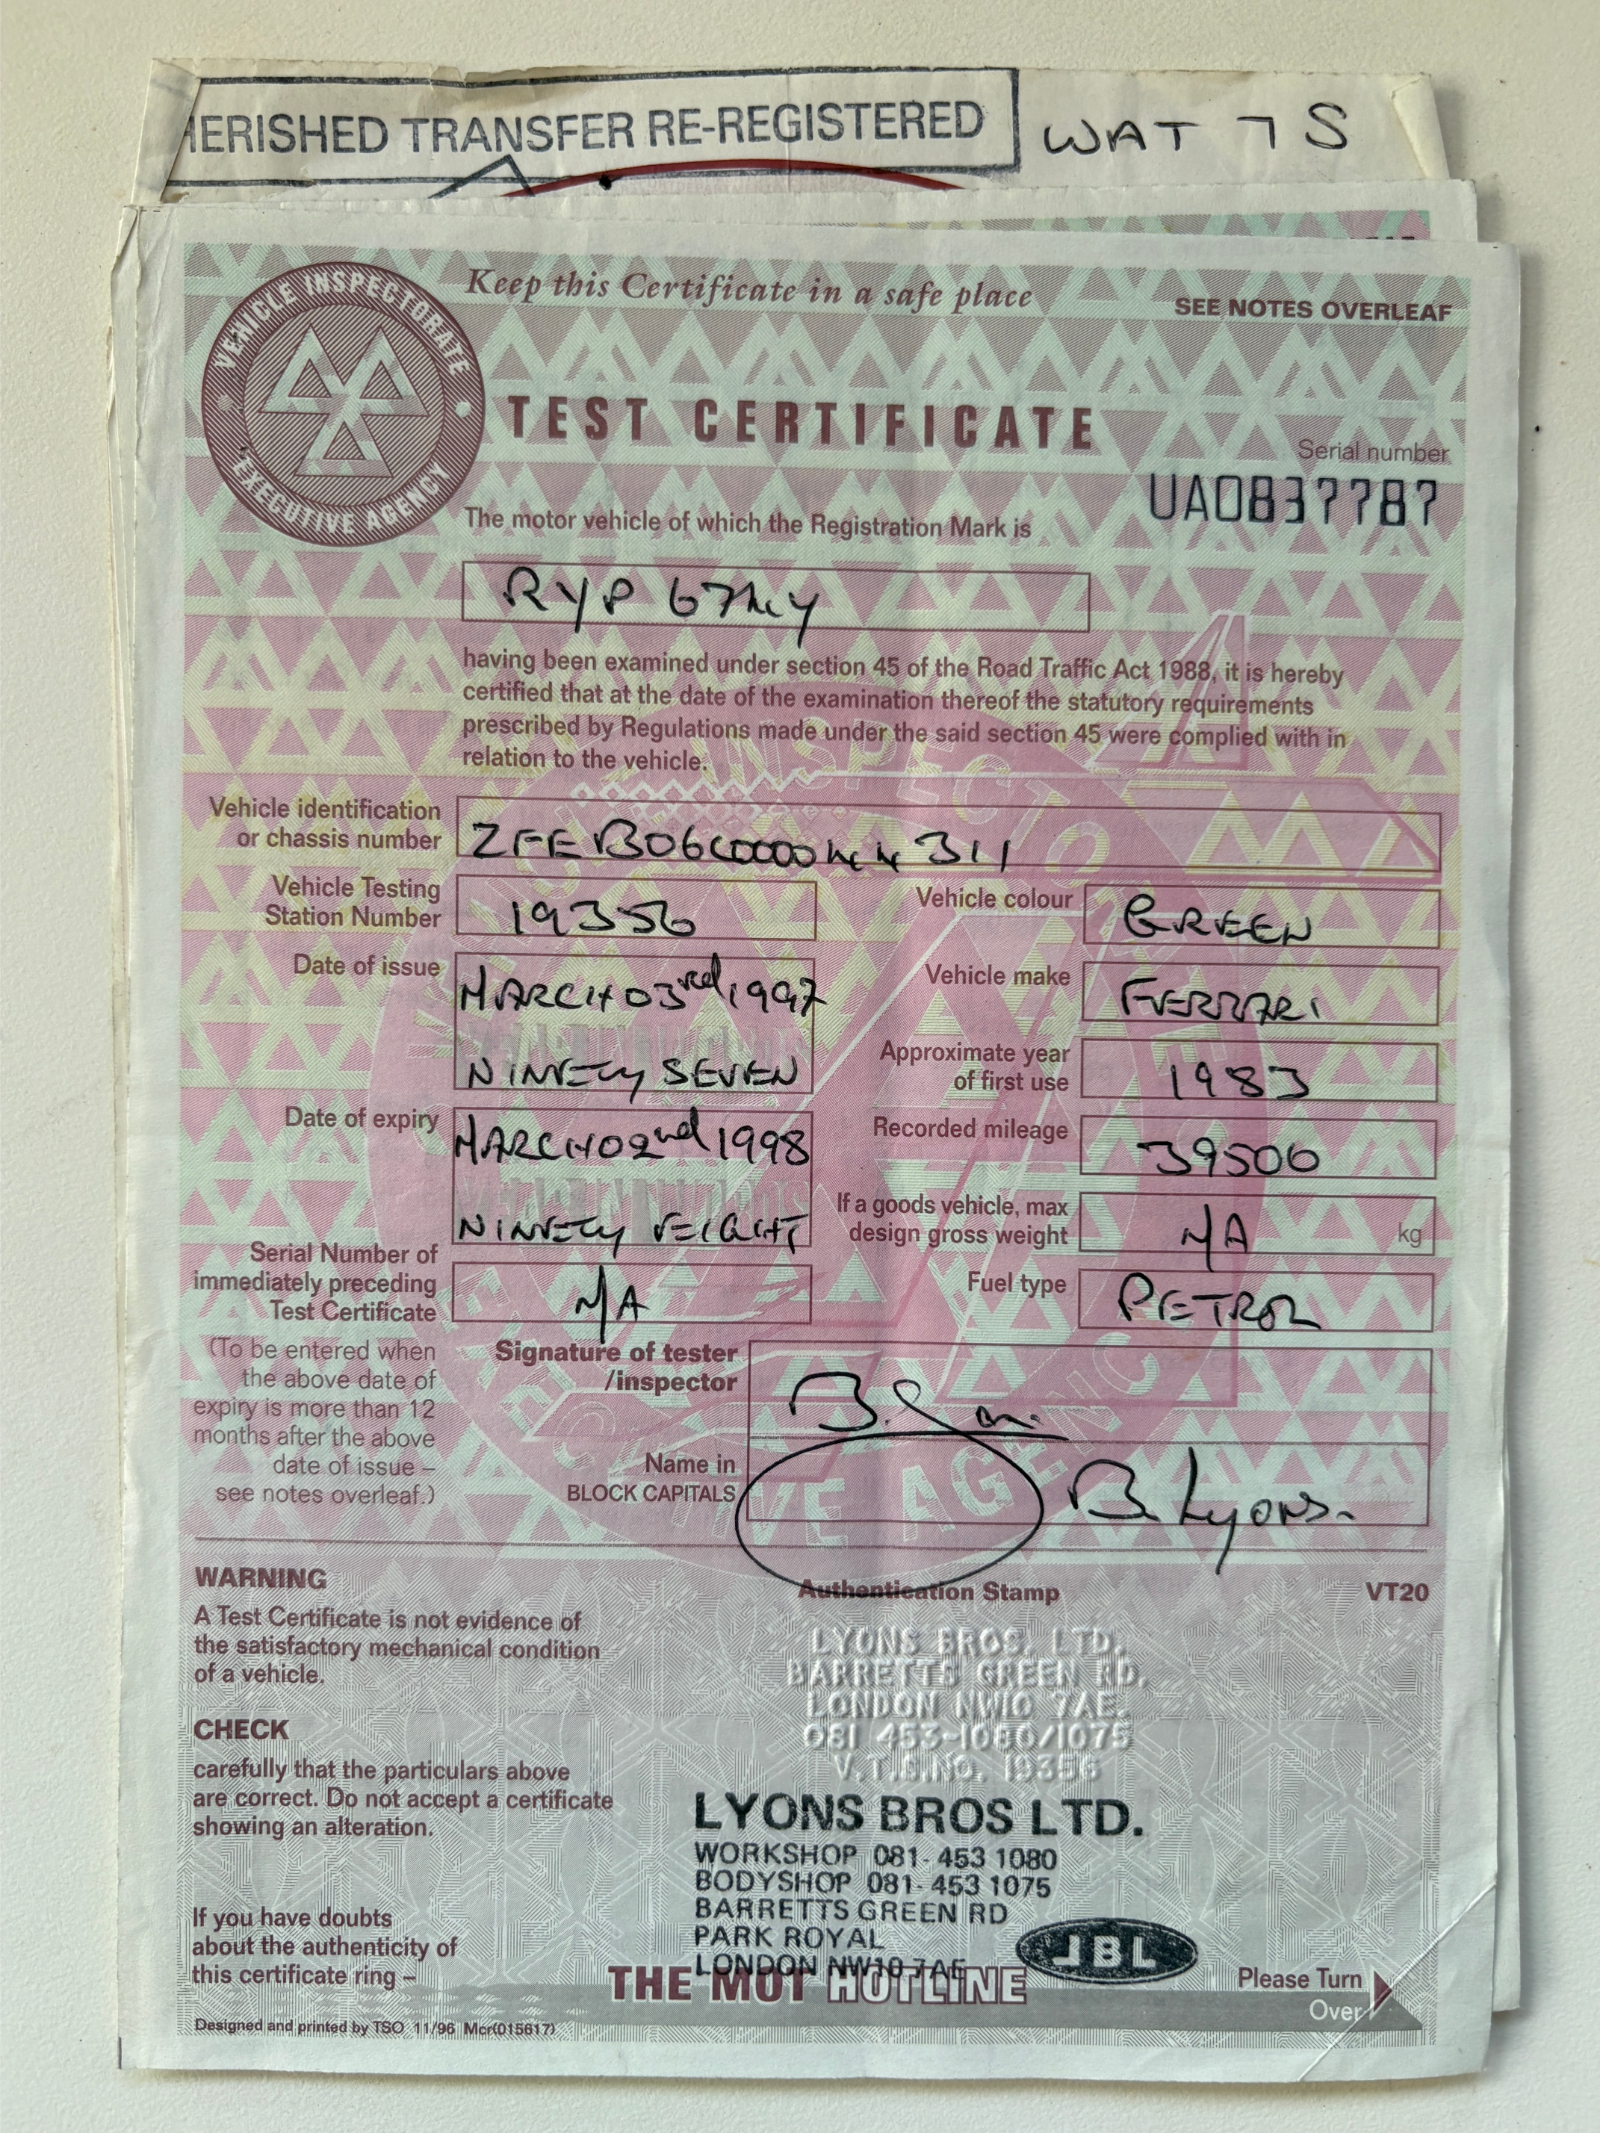 HERISHED TRANSFER RE-REGISTERED WAT 7 S
Keep this Certificate in a safe place
SEE NOTES OVERLEAF
VEHICLE INSPECTORATE
EXECUTIVE AGENCY
TEST CERTIFICATE
Serial number
UA0837787
The motor vehicle of which the Registration Mark is
RYP 674Y
having been examined under section 45 of the Road Traffic Act 1988, it is hereby
certified that at the date of the examination thereof the statutory requirements
prescribed by Regulations made under the said section 45 were complied with in
relation to the vehicle.
Vehicle identification
or chassis number
ZFEB06C000044311
Vehicle Testing
Station Number
19356
Vehicle colour
GREEN
Date of issue
MARCH 03rd 1997
NINETY SEVEN
Vehicle make
FERRARI
Approximate year
of first use
1983
Date of expiry
MARCH 02nd 1998
NINETY EIGHT
Recorded mileage
39506
If a goods vehicle, max
design gross weight
N/A
kg
Serial Number of
immediately preceding
Test Certificate
N/A
Fuel type
PETROL
(To be entered when
the above date of
expiry is more than 12
months after the above
date of issue –
see notes overleaf.)
Signature of tester
/inspector
Name in
BLOCK CAPITALS
B. Lyons.
WARNING
A Test Certificate is not evidence of
the satisfactory mechanical condition
of a vehicle.
Authentication Stamp
VT20
LYONS BROS. LTD.
BARRETTS GREEN RD.
LONDON NW10 7AE.
081 453-1080/1075
V.T.S.No. 19356
CHECK
carefully that the particulars above
are correct. Do not accept a certificate
showing an alteration.
LYONS BROS LTD.
WORKSHOP 081-453 1080
BODYSHOP 081-453 1075
BARRETTS GREEN RD
PARK ROYAL
LONDON NW10 7AE
JBL
If you have doubts
about the authenticity of
this certificate ring –
THE MOT HOTLINE
Please Turn
Over
Designed and printed by TSO 11/96 Mcr(015617)